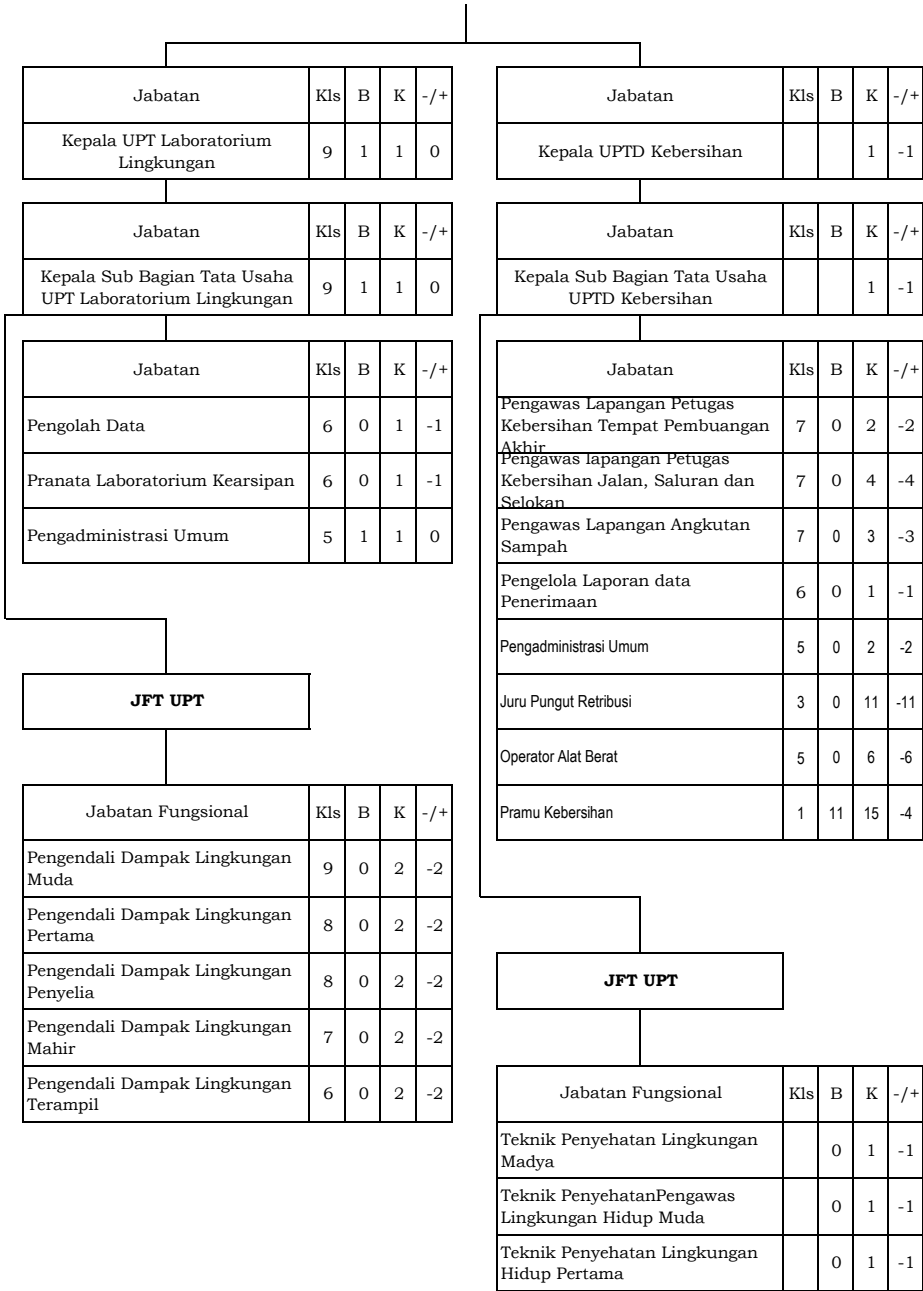 Jabatan Kls B K -/+
Kepala UPT Laboratorium
Lingkungan 9 1 1 0
Jabatan Kls B K -/+
Kepala Sub Bagian Tata Usaha
UPT Laboratorium Lingkungan 9 1 1 0
Jabatan Kls B K -/+
Pengolah Data 6 0 1 -1
Pranata Laboratorium Kearsipan 6 0 1 -1
Pengadministrasi Umum 5 1 1 0
JFT UPT
Jabatan Fungsional Kls B K -/+
Pengendali Dampak Lingkungan
Muda 9 0 2 -2
Pengendali Dampak Lingkungan
Pertama 8 0 2 -2
Pengendali Dampak Lingkungan
Penyelia 8 0 2 -2
Pengendali Dampak Lingkungan
Mahir 7 0 2 -2
Pengendali Dampak Lingkungan
Terampil 6 0 2 -2
Jabatan Kls B K -/+
Kepala UPTD Kebersihan 1 -1
Jabatan Kls B K -/+
Kepala Sub Bagian Tata Usaha
UPTD Kebersihan 1 -1
Jabatan Kls B K -/+
Pengawas Lapangan Petugas
Kebersihan Tempat Pembuangan 7 0 2 -2
Akhir
Pengawas lapangan Petugas
Kebersihan Jalan, Saluran dan 7 0 4 -4
Selokan
Pengawas Lapangan Angkutan
Sampah 7 0 3 -3
Pengelola Laporan data
Penerimaan 6 0 1 -1
Pengadministrasi Umum 5 0 2 -2
Juru Pungut Retribusi 3 0 11 -11
Operator Alat Berat 5 0 6 -6
Pramu Kebersihan 1 11 15 -4
JFT UPT
Jabatan Fungsional Kls B K -/+
Teknik Penyehatan Lingkungan
Madya 0 1 -1
Teknik PenyehatanPengawas
Lingkungan Hidup Muda 0 1 -1
Teknik Penyehatan Lingkungan
Hidup Pertama 0 1 -1